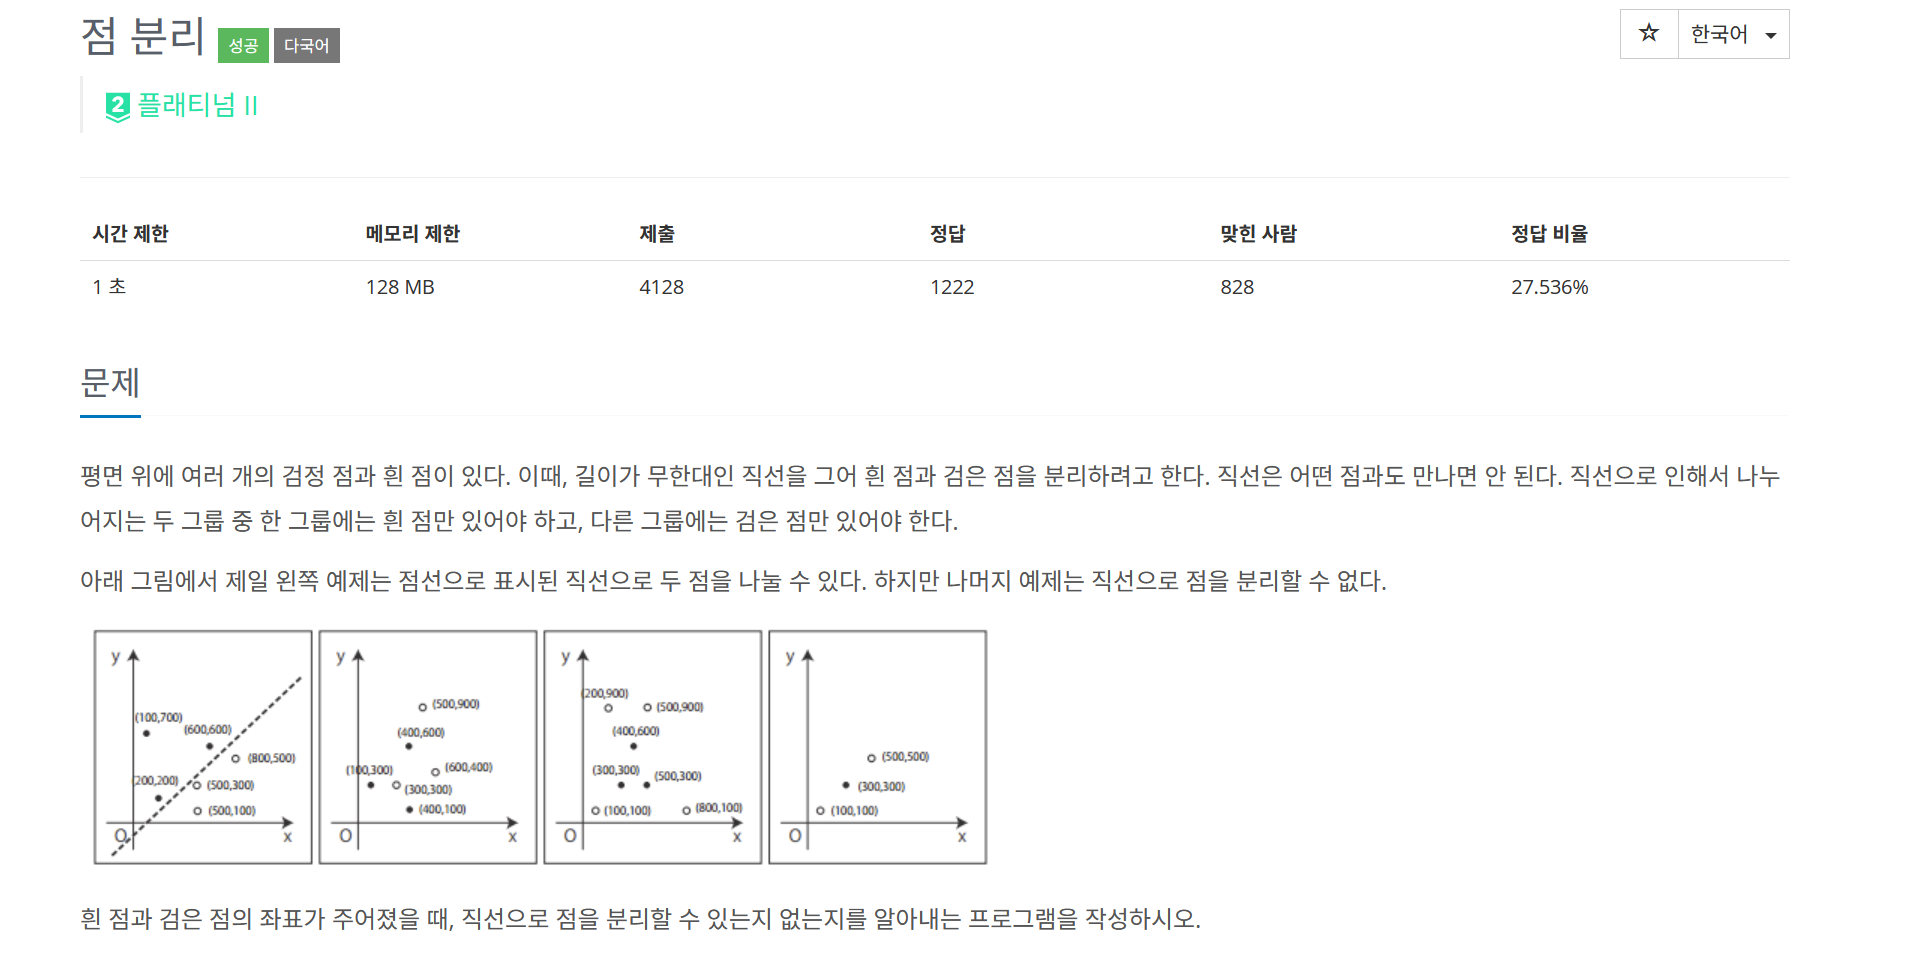 점 분리 성공 다국어
☆ 한국어
2 플래티넘 II
시간 제한 메모리 제한 제출 정답 맞힌 사람 정답 비율
1 초 128 MB 4128 1222 828 27.536%
문제
평면 위에 여러 개의 검정 점과 흰 점이 있다. 이때, 길이가 무한대인 직선을 그어 흰 점과 검은 점을 분리하려고 한다. 직선은 어떤 점과도 만나면 안 된다. 직선으로 인해서 나누
어지는 두 그룹 중 한 그룹에는 흰 점만 있어야 하고, 다른 그룹에는 검은 점만 있어야 한다.
아래 그림에서 제일 왼쪽 예제는 점선으로 표시된 직선으로 두 점을 나눌 수 있다. 하지만 나머지 예제는 직선으로 점을 분리할 수 없다.
y
(100,700)
(600,600)
(800,500)
(200,200)
(500,300)
(500,100)
O
x
y
(500,900)
(400,600)
(100,300)
(600,400)
(300,300)
(400,100)
O
x
y
(200,900)
(500,900)
(400,600)
(300,300)
(500,300)
(100,100)
(800,100)
O
x
y
(500,500)
(300,300)
(100,100)
O
x
흰 점과 검은 점의 좌표가 주어졌을 때, 직선으로 점을 분리할 수 있는지 없는지를 알아내는 프로그램을 작성하시오.